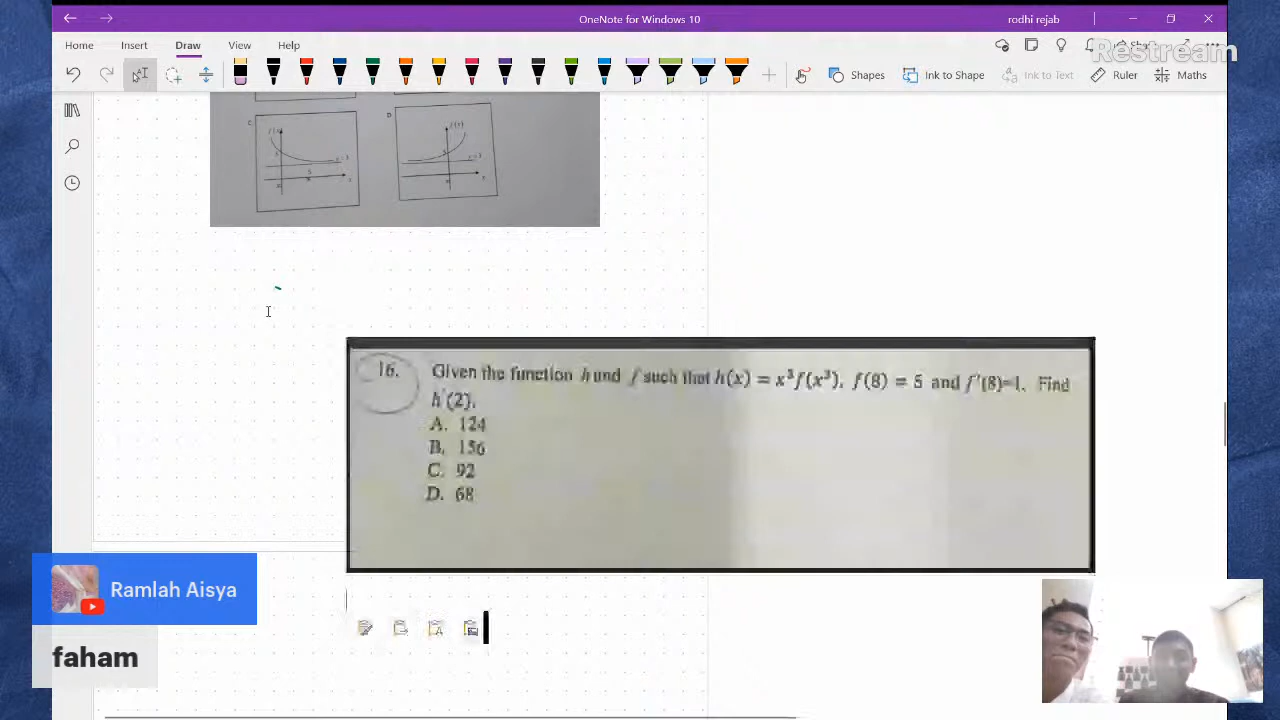 OneNote for Windows 10
rodhi rejab
Home Insert Draw View Help
Restream
Shapes Ink to Shape Ink to Text Ruler Maths
C D
f(x)
16. Given the function h and f such that h(x) = x³f(x³), f(8) = 5 and f'(8)=1. Find
h'(2).
A. 124
B. 156
C. 92
D. 68
Ramlah Aisya
faham